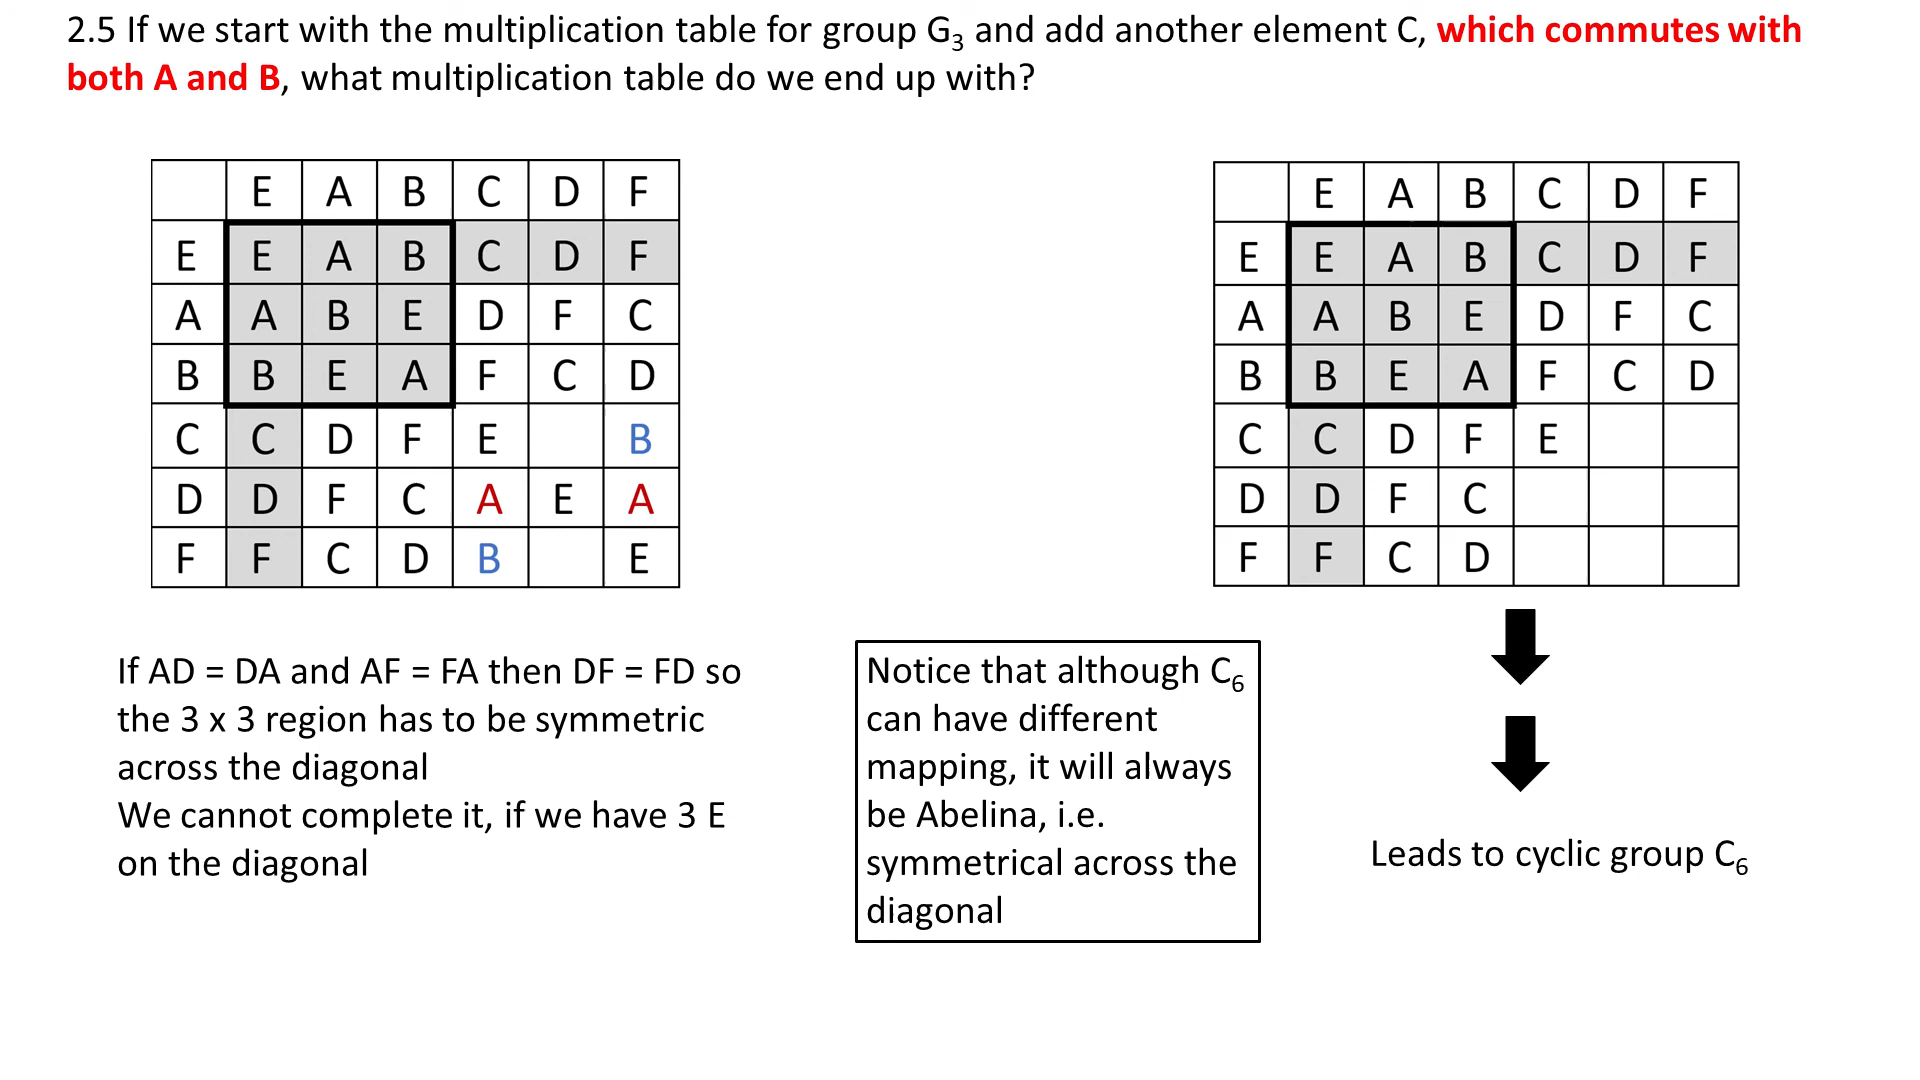 2.5 If we start with the multiplication table for group G₃ and add another element C, which commutes with
both A and B, what multiplication table do we end up with?
E A B C D F
E E A B C D F
A A B E D F C
B B E A F C D
C C D F E B
D D F C A E A
F F C D B E
E A B C D F
E E A B C D F
A A B E D F C
B B E A F C D
C C D F E
D D F C
F F C D
If AD = DA and AF = FA then DF = FD so
the 3 x 3 region has to be symmetric
across the diagonal
We cannot complete it, if we have 3 E
on the diagonal
Notice that although C₆
can have different
mapping, it will always
be Abelina, i.e.
symmetrical across the
diagonal
Leads to cyclic group C₆